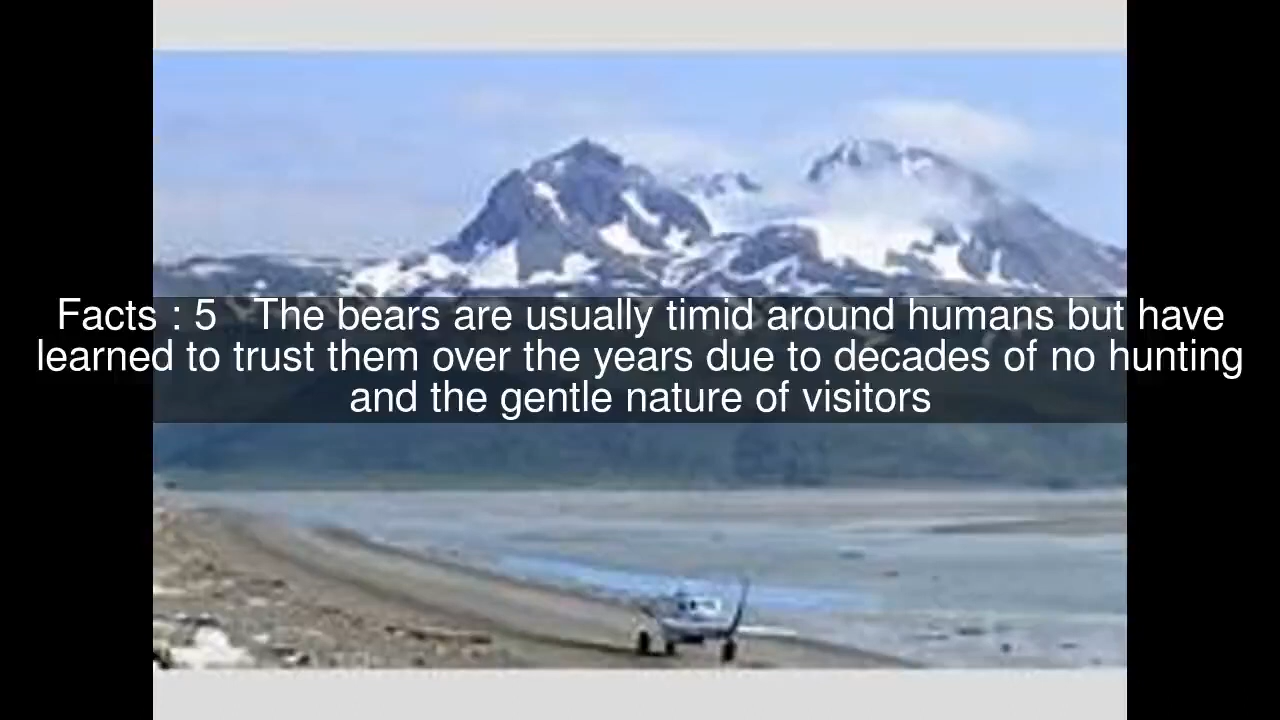 Facts : 5 The bears are usually timid around humans but have
learned to trust them over the years due to decades of no hunting
and the gentle nature of visitors